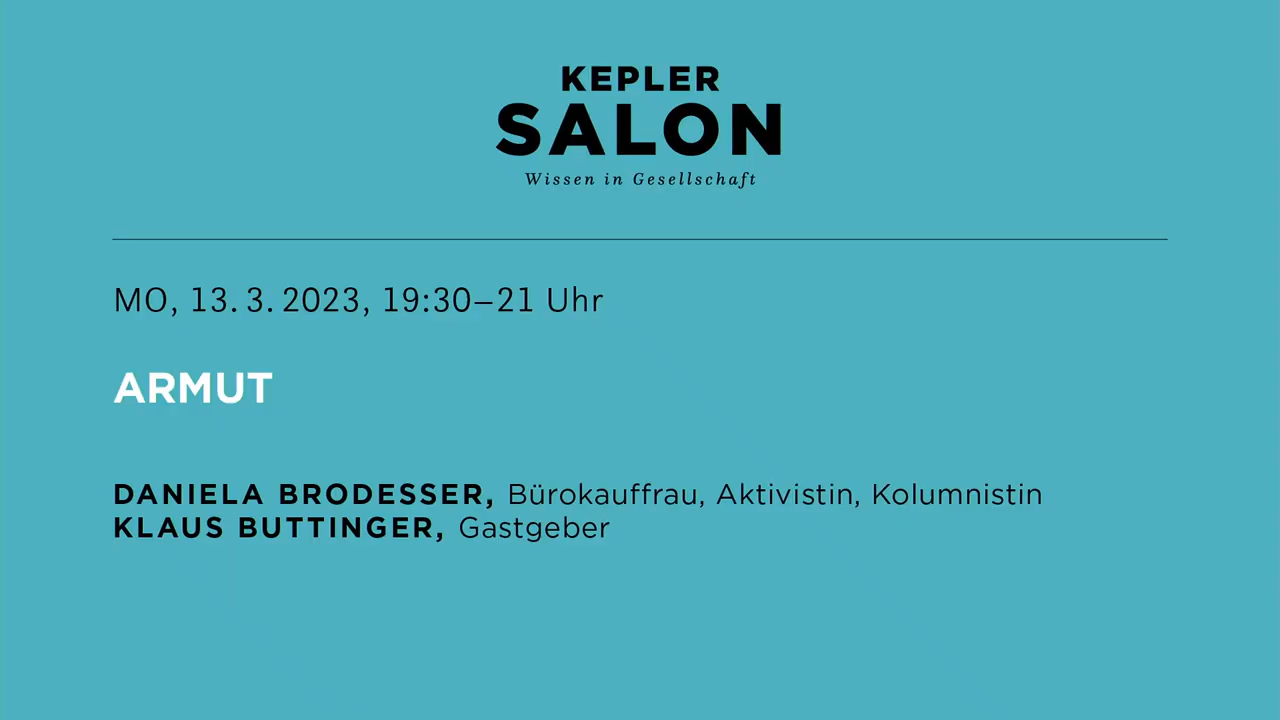 KEPLER
SALON
Wissen in Gesellschaft
MO, 13. 3. 2023, 19:30–21 Uhr
ARMUT
DANIELA BRODESSER, Bürokauffrau, Aktivistin, Kolumnistin
KLAUS BUTTINGER, Gastgeber